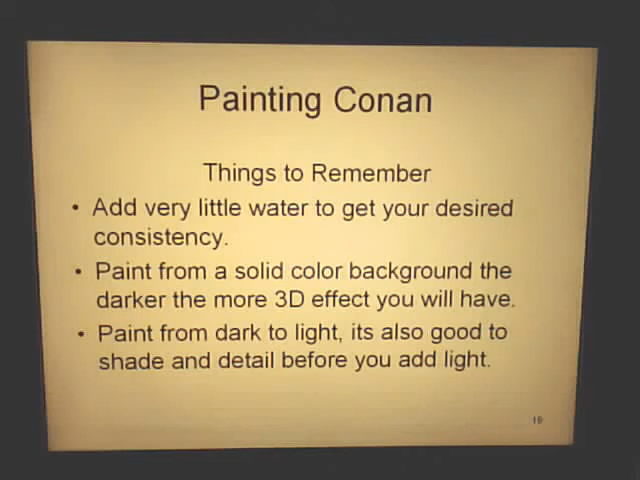 Painting Conan
Things to Remember
• Add very little water to get your desired
consistency.
• Paint from a solid color background the
darker the more 3D effect you will have.
• Paint from dark to light, its also good to
shade and detail before you add light.